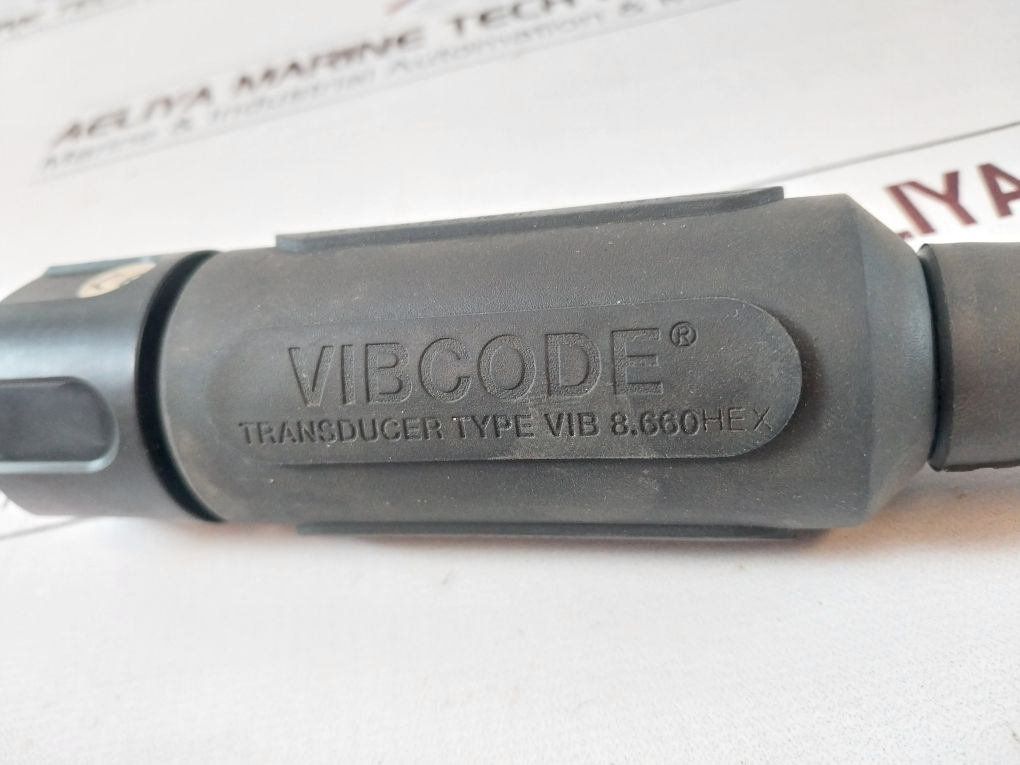 AELIYA MARINE TECH
Marine & Industrial Automation &
LIYA
VIBCODE®
TRANSDUCER TYPE VIB 8.660HEX